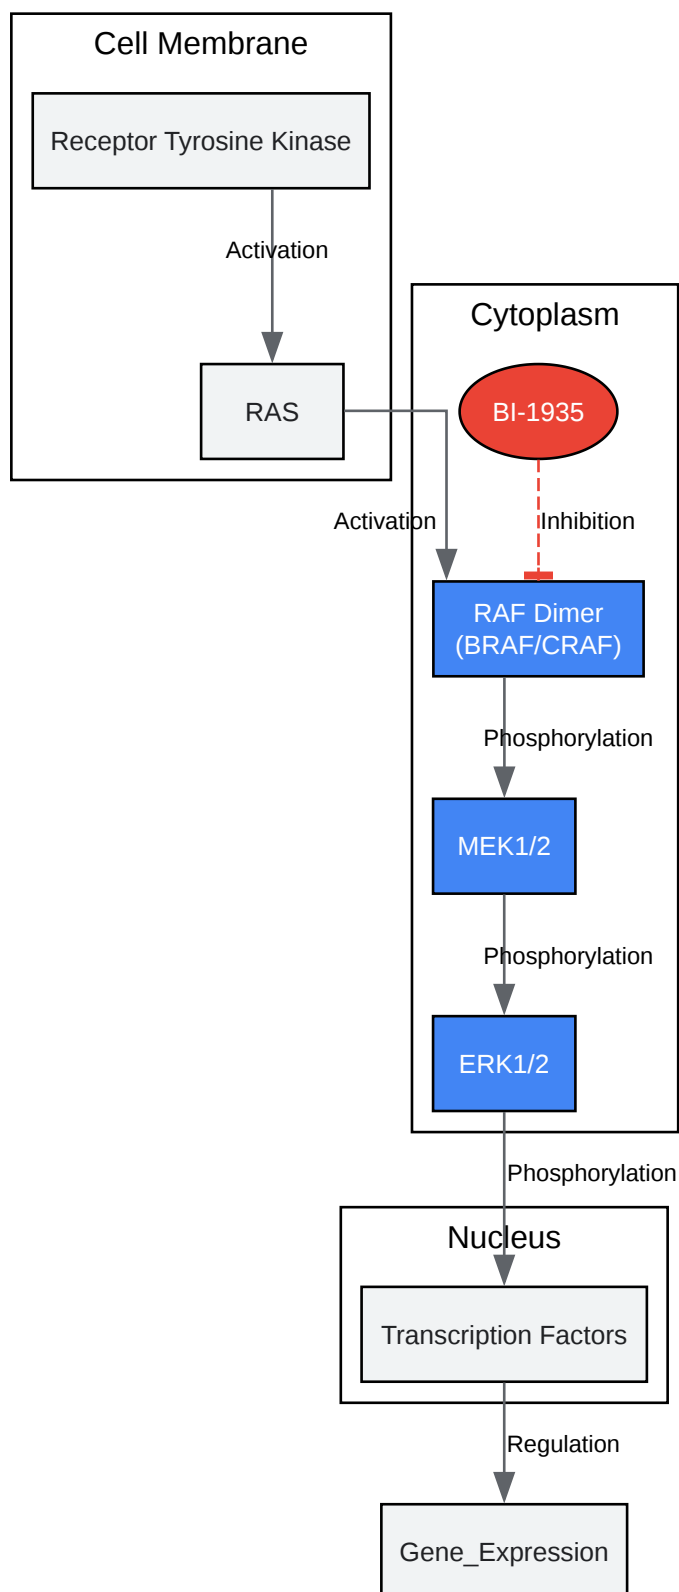 Cell Membrane
Receptor Tyrosine Kinase
Activation
Cytoplasm
RAS
BI-1935
Activation
Inhibition
RAF Dimer
(BRAF/CRAF)
Phosphorylation
MEK1/2
Phosphorylation
ERK1/2
Phosphorylation
Nucleus
Transcription Factors
Regulation
Gene_Expression